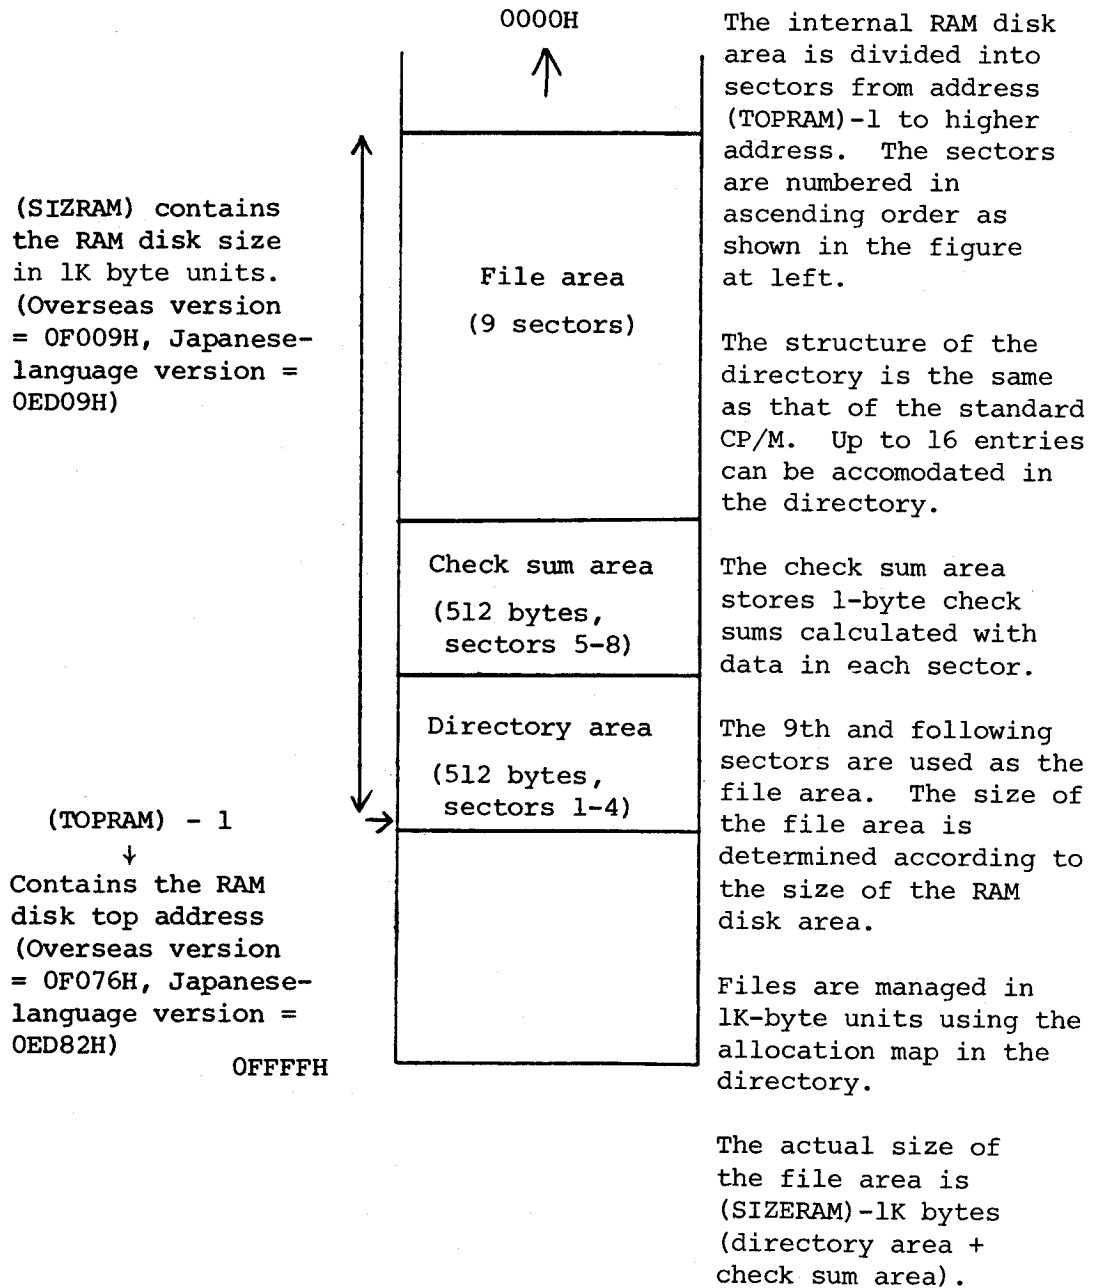 0000H
(SIZRAM) contains
the RAM disk size
in 1K byte units.
(Overseas version
= 0F009H, Japanese-
language version =
0ED09H)
File area
(9 sectors)
Check sum area
(512 bytes,
sectors 5-8)
Directory area
(512 bytes,
sectors 1-4)
(TOPRAM) - 1
Contains the RAM
disk top address
(Overseas version
= 0F076H, Japanese-
language version =
0ED82H)
0FFFFH
The internal RAM disk
area is divided into
sectors from address
(TOPRAM)-1 to higher
address. The sectors
are numbered in
ascending order as
shown in the figure
at left.
The structure of the
directory is the same
as that of the standard
CP/M. Up to 16 entries
can be accomodated in
the directory.
The check sum area
stores 1-byte check
sums calculated with
data in each sector.
The 9th and following
sectors are used as the
file area. The size of
the file area is
determined according to
the size of the RAM
disk area.
Files are managed in
1K-byte units using the
allocation map in the
directory.
The actual size of
the file area is
(SIZERAM)-1K bytes
(directory area +
check sum area).